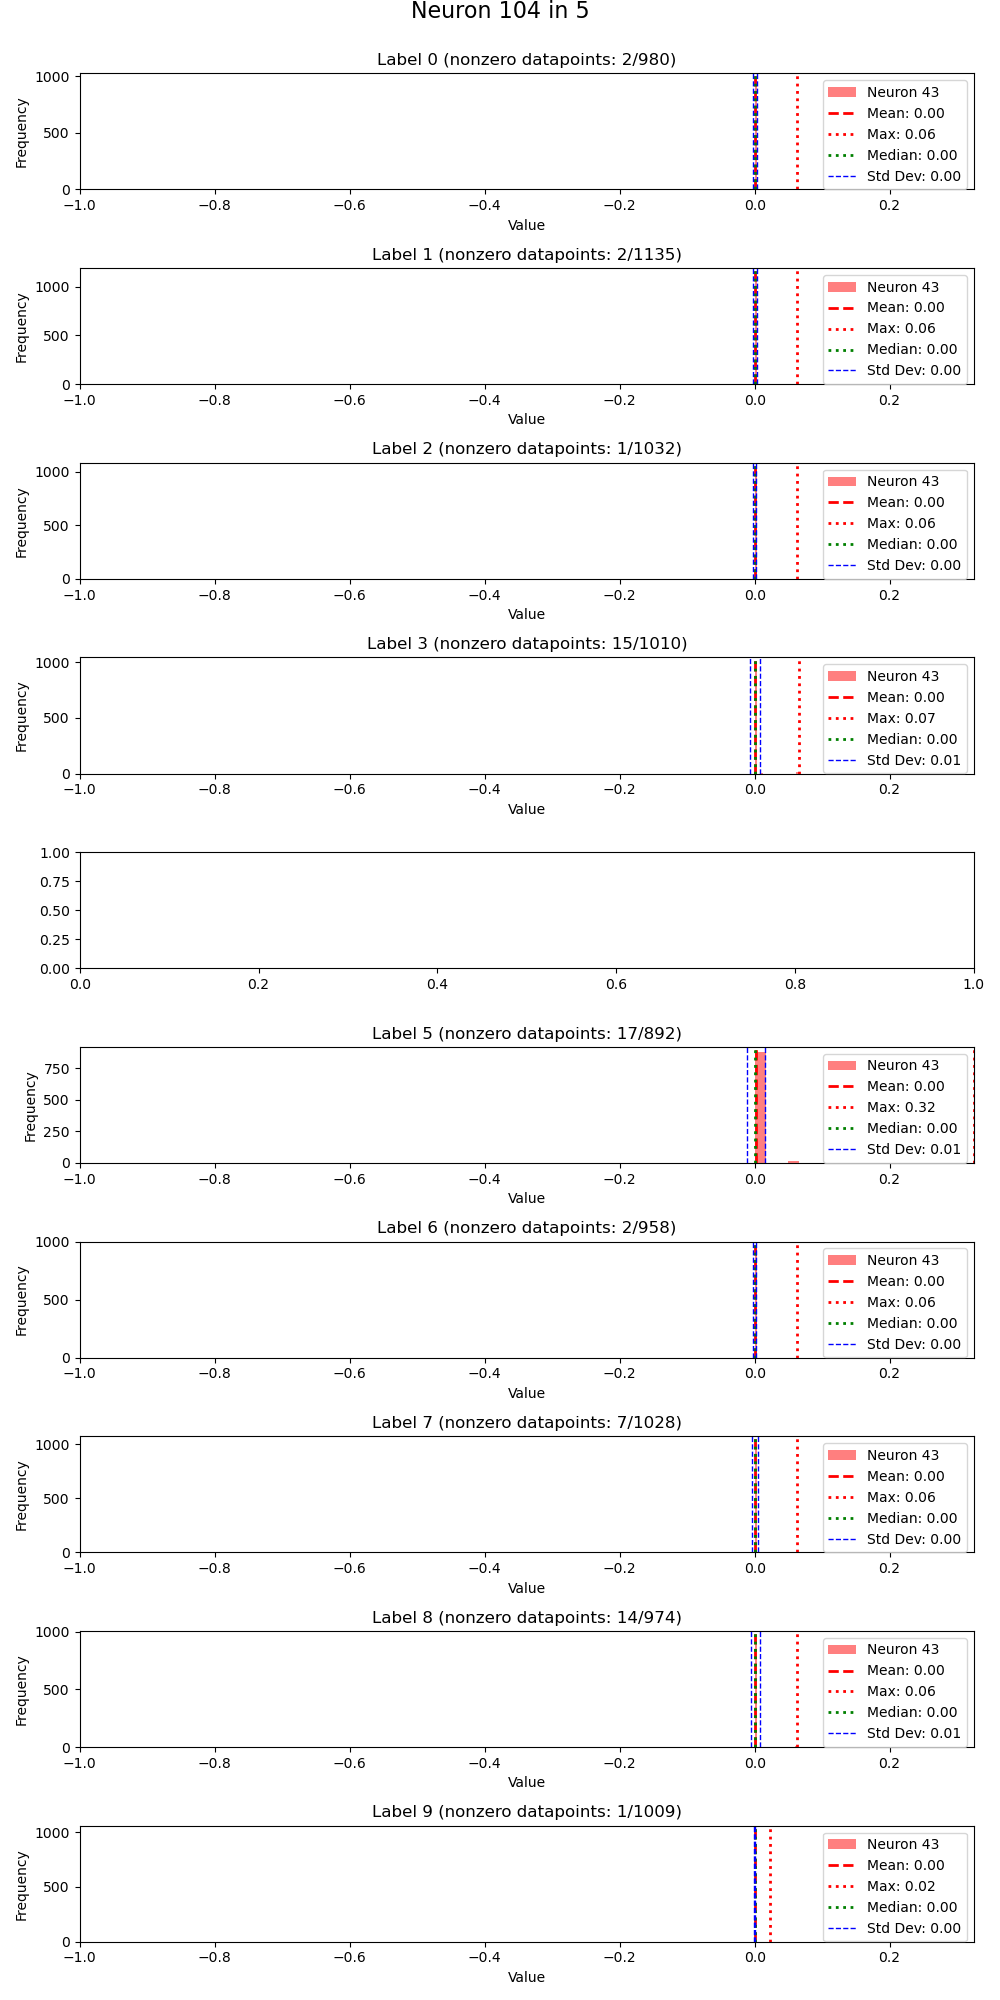 Neuron 104 in 5
Label 0 (nonzero datapoints: 2/980)
1000
500
0
Frequency
Neuron 43
Mean: 0.00
Max: 0.06
Median: 0.00
Std Dev: 0.00
−1.0 −0.8 −0.6 −0.4 −0.2 0.0 0.2
Value
Label 1 (nonzero datapoints: 2/1135)
1000
500
0
Frequency
Neuron 43
Mean: 0.00
Max: 0.06
Median: 0.00
Std Dev: 0.00
−1.0 −0.8 −0.6 −0.4 −0.2 0.0 0.2
Value
Label 2 (nonzero datapoints: 1/1032)
1000
500
0
Frequency
Neuron 43
Mean: 0.00
Max: 0.06
Median: 0.00
Std Dev: 0.00
−1.0 −0.8 −0.6 −0.4 −0.2 0.0 0.2
Value
Label 3 (nonzero datapoints: 15/1010)
1000
500
0
Frequency
Neuron 43
Mean: 0.00
Max: 0.07
Median: 0.00
Std Dev: 0.01
−1.0 −0.8 −0.6 −0.4 −0.2 0.0 0.2
Value
1.00
0.75
0.50
0.25
0.00
0.0 0.2 0.4 0.6 0.8 1.0
Label 5 (nonzero datapoints: 17/892)
750
500
250
0
Frequency
Neuron 43
Mean: 0.00
Max: 0.32
Median: 0.00
Std Dev: 0.01
−1.0 −0.8 −0.6 −0.4 −0.2 0.0 0.2
Value
Label 6 (nonzero datapoints: 2/958)
1000
500
0
Frequency
Neuron 43
Mean: 0.00
Max: 0.06
Median: 0.00
Std Dev: 0.00
−1.0 −0.8 −0.6 −0.4 −0.2 0.0 0.2
Value
Label 7 (nonzero datapoints: 7/1028)
1000
500
0
Frequency
Neuron 43
Mean: 0.00
Max: 0.06
Median: 0.00
Std Dev: 0.00
−1.0 −0.8 −0.6 −0.4 −0.2 0.0 0.2
Value
Label 8 (nonzero datapoints: 14/974)
1000
500
0
Frequency
Neuron 43
Mean: 0.00
Max: 0.06
Median: 0.00
Std Dev: 0.01
−1.0 −0.8 −0.6 −0.4 −0.2 0.0 0.2
Value
Label 9 (nonzero datapoints: 1/1009)
1000
500
0
Frequency
Neuron 43
Mean: 0.00
Max: 0.02
Median: 0.00
Std Dev: 0.00
−1.0 −0.8 −0.6 −0.4 −0.2 0.0 0.2
Value